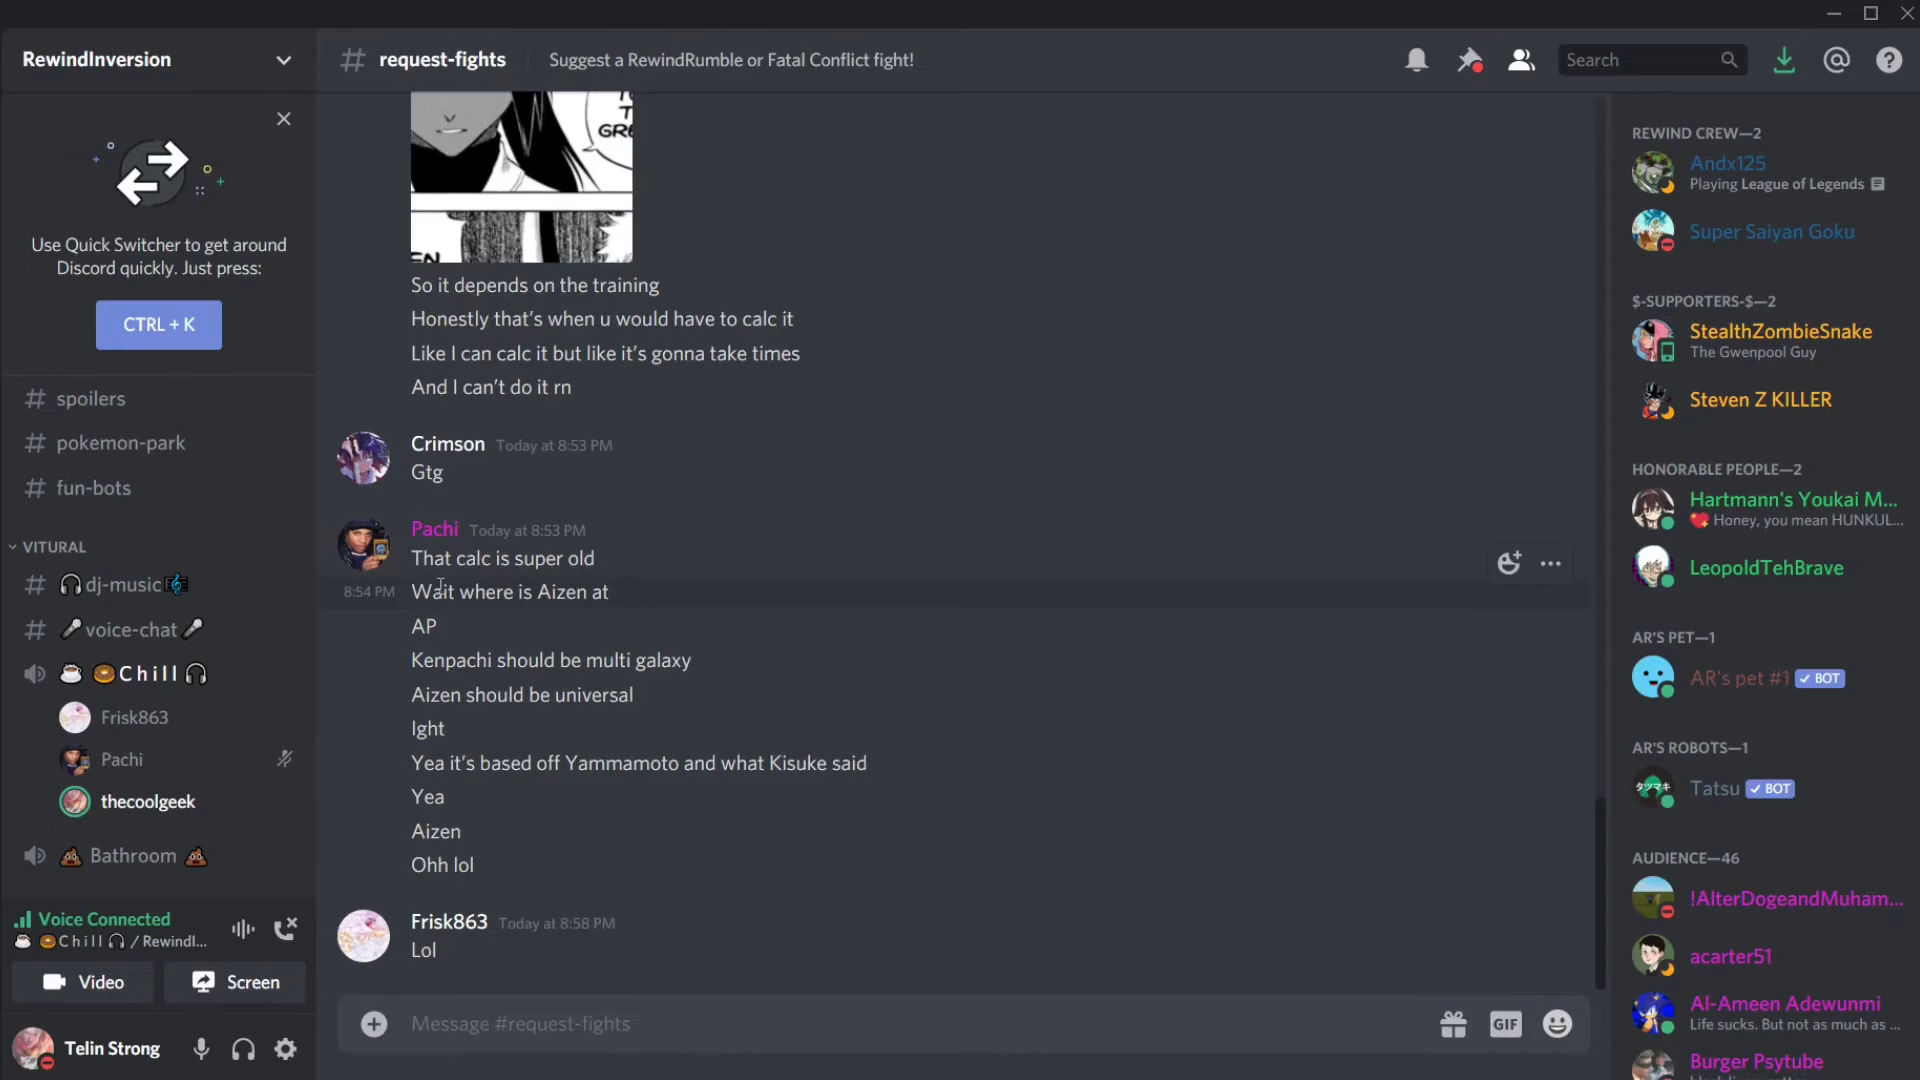 RewindInversion
request-fights
Suggest a RewindRumble or Fatal Conflict fight!
Search
Use Quick Switcher to get around
Discord quickly. Just press:
CTRL + K
# spoilers
# pokemon-park
# fun-bots
VITURAL
# 🎧dj-music🎼
# 🎤voice-chat🎤
☕ 🍩Chill🎧
Frisk863
Pachi
thecoolgeek
💩 Bathroom 💩
Voice Connected
☕ 🍩Chill🎧 / Rewindl...
Video
Screen
Telin Strong
GR
EN
So it depends on the training
Honestly that's when u would have to calc it
Like I can calc it but like it's gonna take times
And I can't do it rn
Crimson Today at 8:53 PM
Gtg
Pachi Today at 8:53 PM
That calc is super old
8:54 PM Wait where is Aizen at
AP
Kenpachi should be multi galaxy
Aizen should be universal
Ight
Yea it's based off Yammamoto and what Kisuke said
Yea
Aizen
Ohh lol
Frisk863 Today at 8:58 PM
Lol
Message #request-fights
GIF
REWIND CREW—2
Andx125
Playing League of Legends
Super Saiyan Goku
$-SUPPORTERS-$—2
StealthZombieSnake
The Gwenpool Guy
Steven Z KILLER
HONORABLE PEOPLE—2
Hartmann's Youkai M...
💖 Honey, you mean HUNKUL...
LeopoldTehBrave
AR'S PET—1
AR's pet #1 ✓ BOT
AR'S ROBOTS—1
Tatsu ✓ BOT
AUDIENCE—46
!AlterDogeandMuham...
acarter51
Al-Ameen Adewunmi
Life sucks. But not as much as ...
Burger Psytube